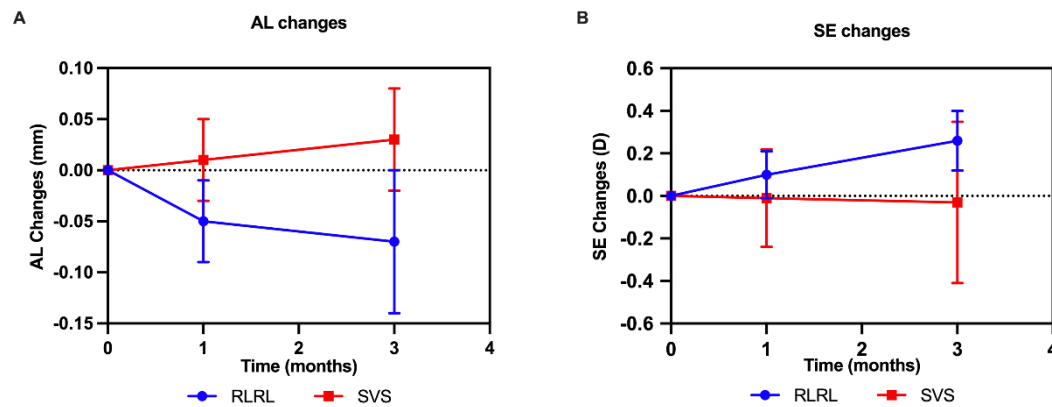 A
AL changes
AL Changes (mm)
0.10
0.05
0.00
-0.05
-0.10
-0.15
0 1 2 3 4
Time (months)
RLRL SVS
B
SE changes
SE Changes (D)
0.6
0.4
0.2
0.0
-0.2
-0.4
-0.6
0 1 2 3 4
Time (months)
RLRL SVS